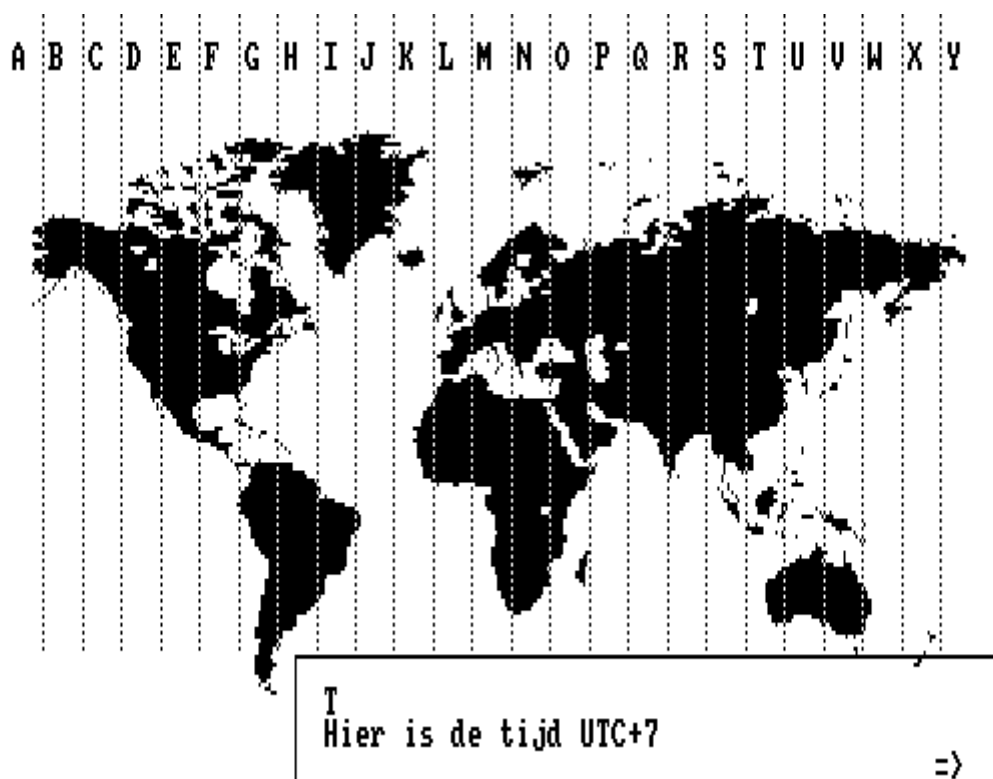 A B C D E F G H I J K L M N O P Q R S T U V W X Y
T
Hier is de tijd UTC+7
=>